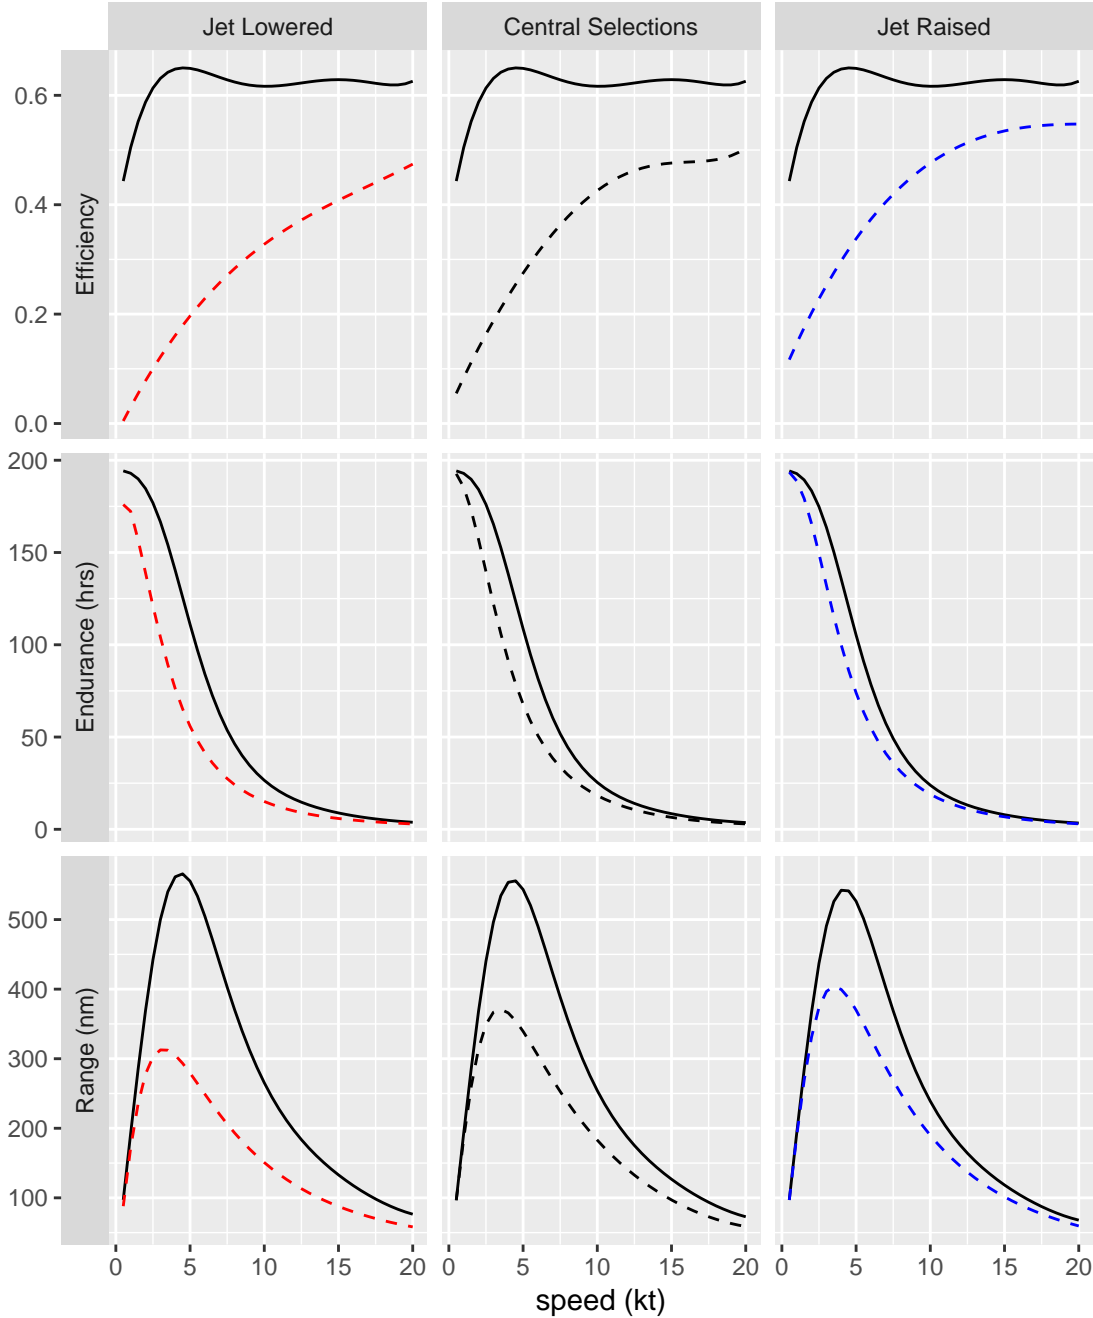 Jet Lowered
Central Selections
Jet Raised
Efficiency
0.6
0.4
0.2
0.0
Endurance (hrs)
200
150
100
50
0
Range (nm)
500
400
300
200
100
0 5 10 15 20
0 5 10 15 20
0 5 10 15 20
speed (kt)